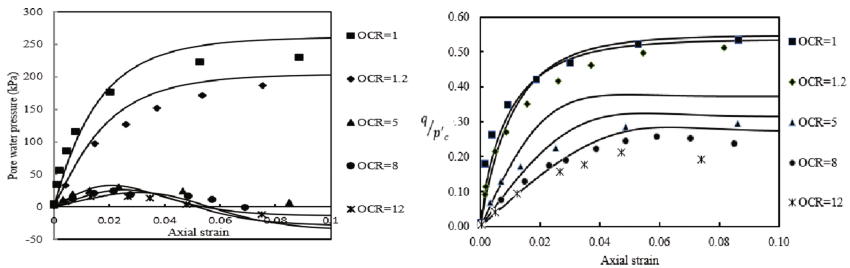 300
250
200
150
100
50
0
-50
Pore water pressure (kPa)
0 0.02 0.04 0.06 0.08 0.1
Axial strain
OCR=1
OCR=1.2
OCR=5
OCR=8
OCR=12
0.60
0.50
0.40
0.30
0.20
0.10
0.00
q/p'c
0.00 0.02 0.04 0.06 0.08 0.10
Axial strain
OCR=1
OCR=1.2
OCR=5
OCR=8
OCR=12